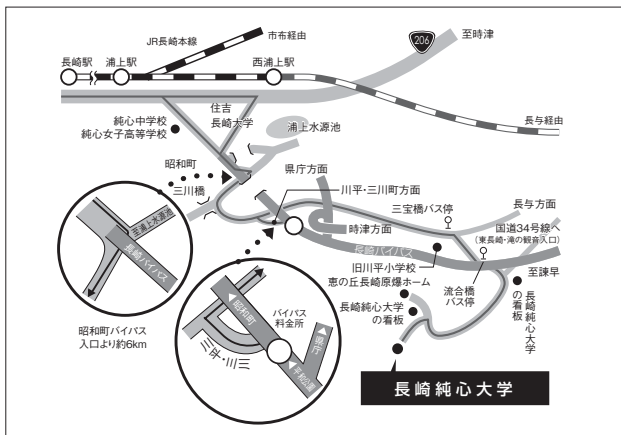 JR長崎本線
市布経由
206
至時津
長崎駅
浦上駅
西浦上駅
長与経由
純心中学校
純心女子高等学校
住吉
長崎大学
浦上水源池
昭和町
三川橋
県庁方面
川平・三川町方面
三宝橋バス停
長与方面
国道34号線へ
(東長崎・滝の観音入口)
時津方面
長崎バイパス
旧川平小学校
恵の丘長崎原爆ホーム
長崎純心大学
の看板
流合橋
バス停
至諫早
長崎純心大学
の看板
至浦上水源池
長崎バイパス
昭和町バイパス
入口より約6km
昭和町
バイパス
料金所
県庁
平和公園
川平・三川
長崎純心大学